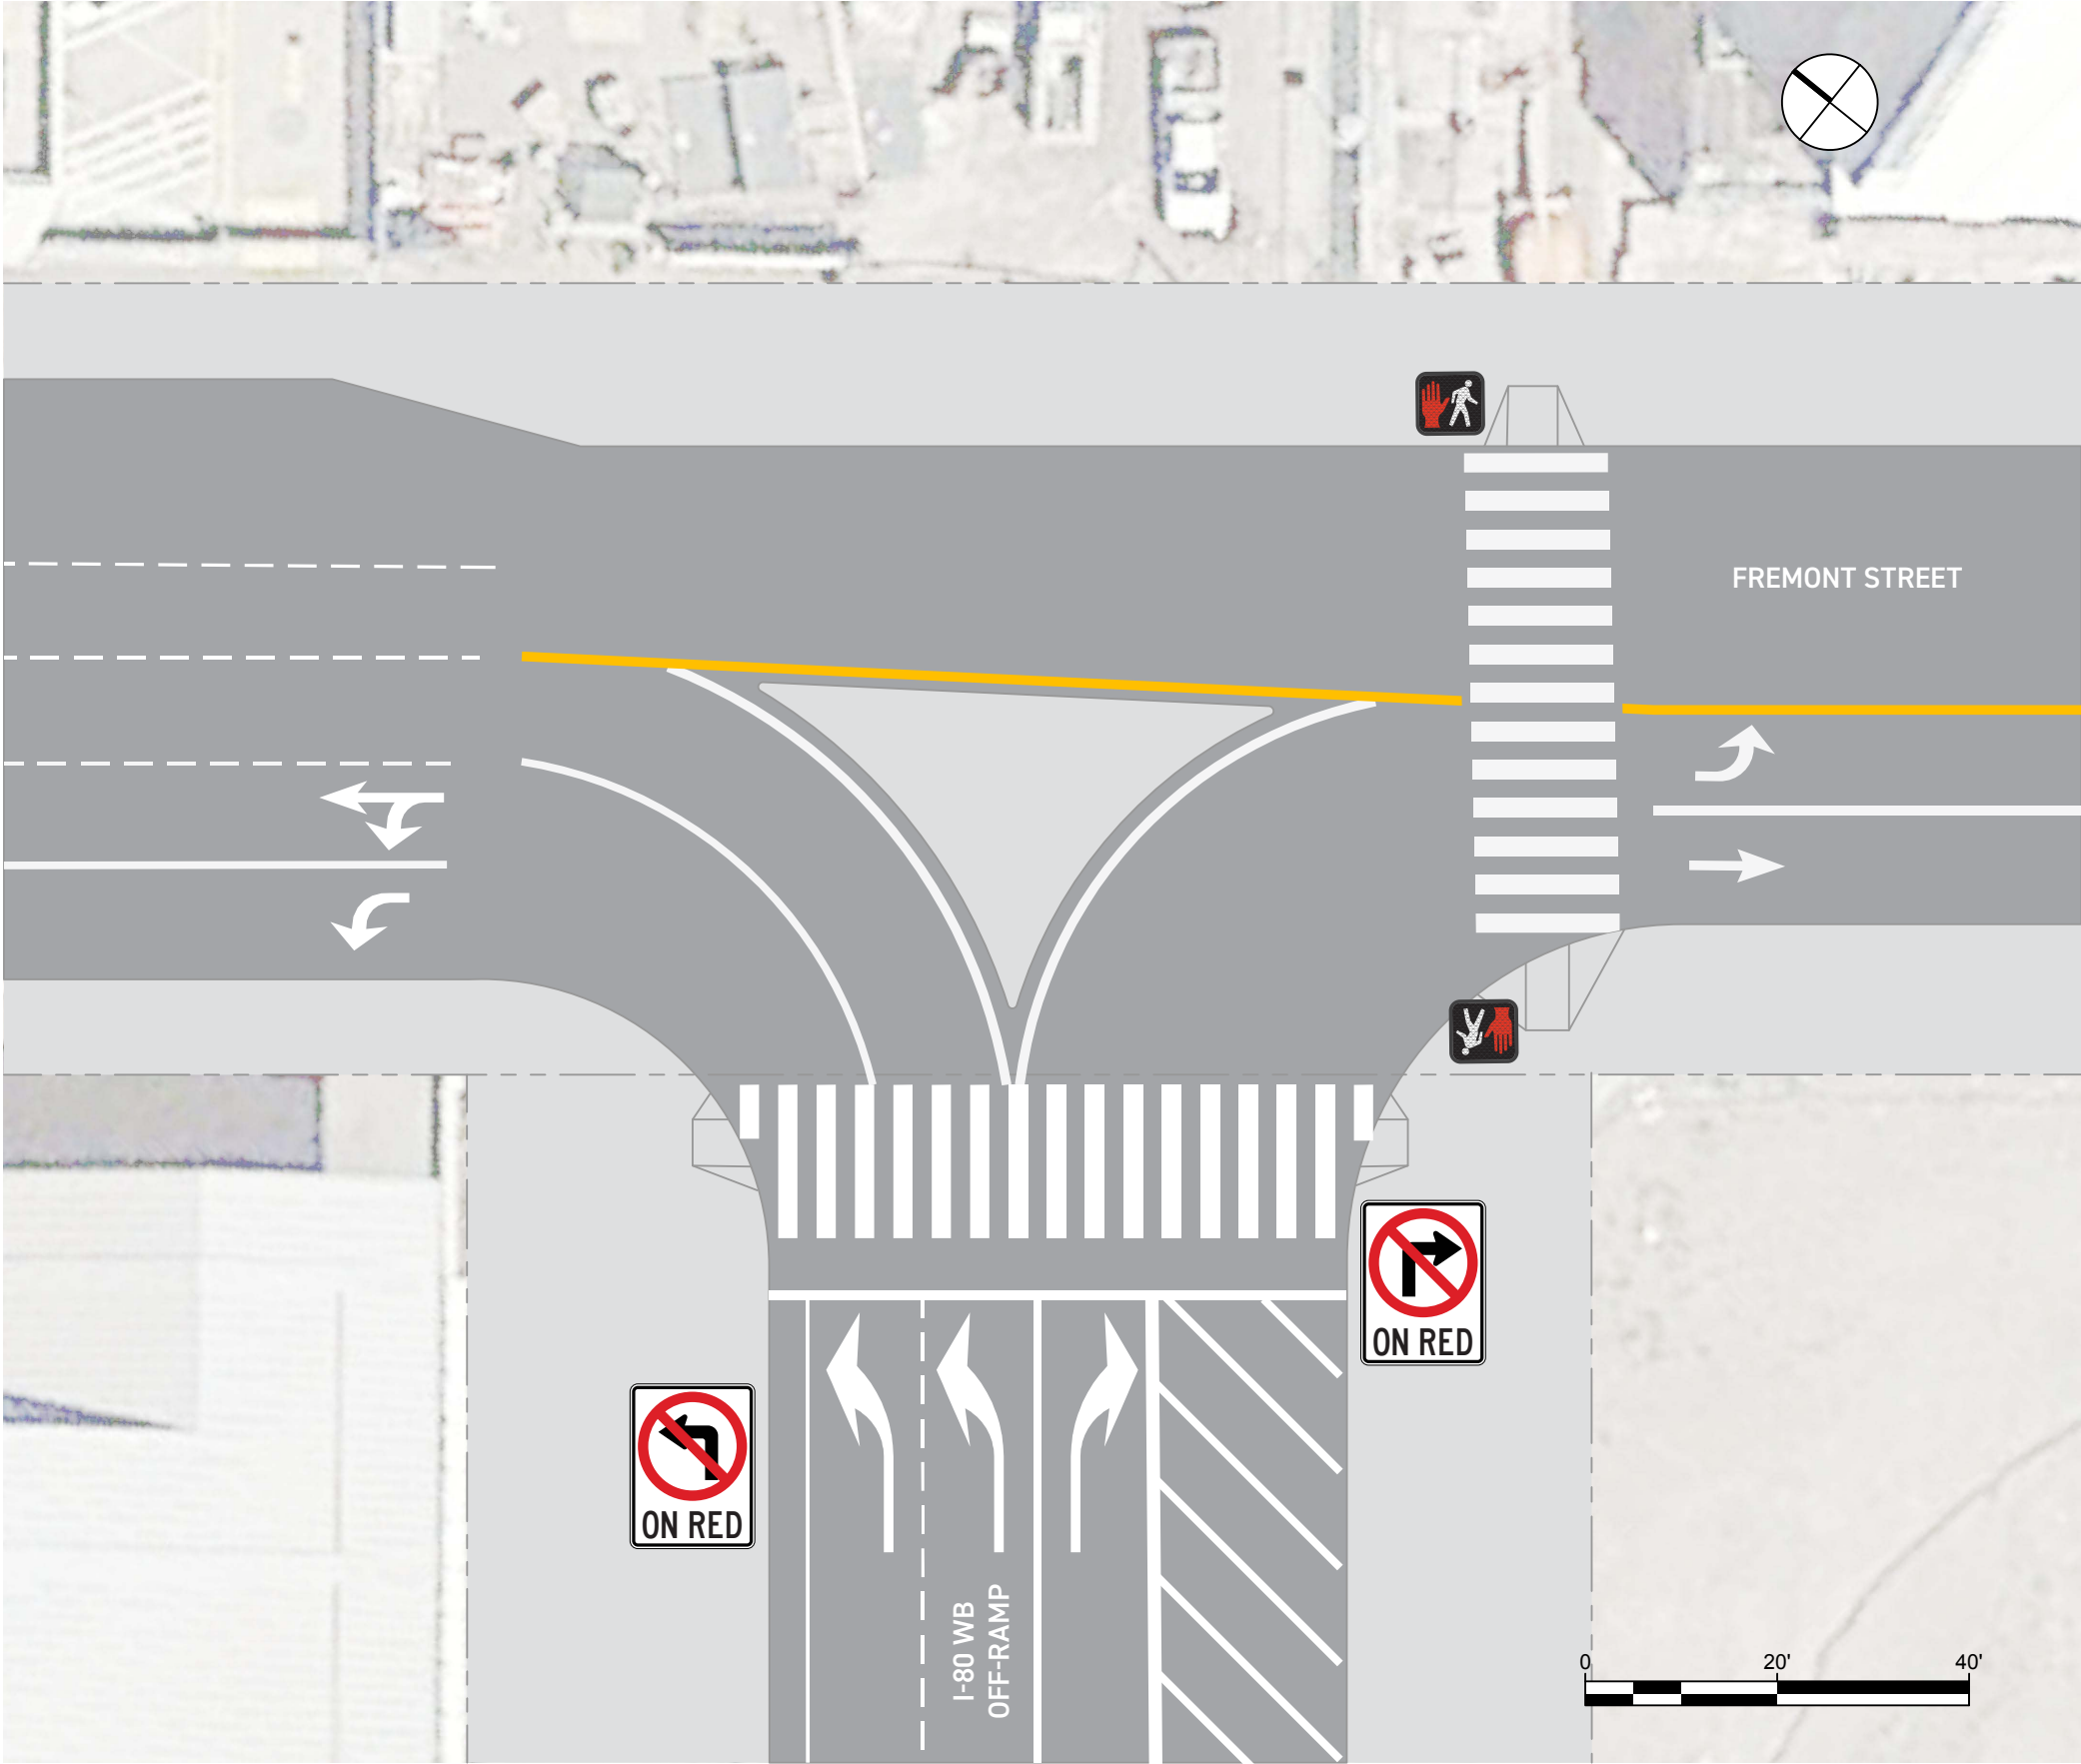 FREMONT STREET
ON RED
ON RED
I-80 WB
OFF-RAMP
0 20' 40'